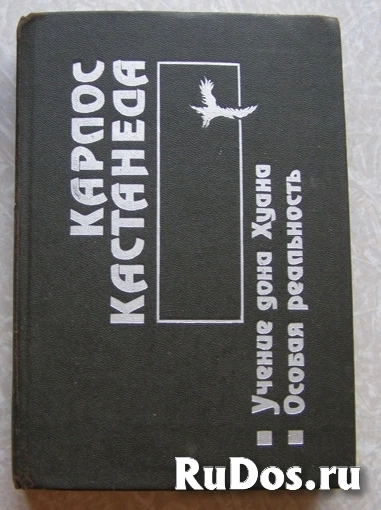 КАРЛОС
КАСТАНЕДА
Учение дона Хуана
Особая реальность
RuDos.ru